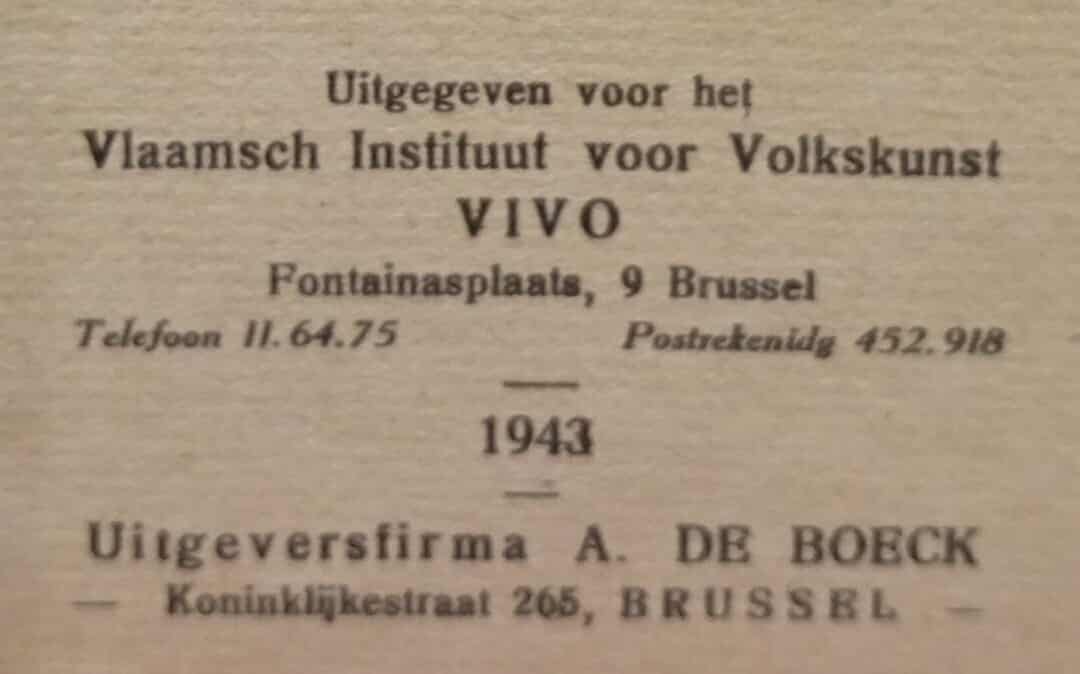 Uitgegeven voor het
Vlaamsch Instituut voor Volkskunst
VIVO
Fontainasplaats, 9 Brussel
Telefoon 11.64.75 Postrekenidg 452.918
1943
Uitgeversfirma A. DE BOECK
— Koninklijkestraat 265, BRUSSEL —